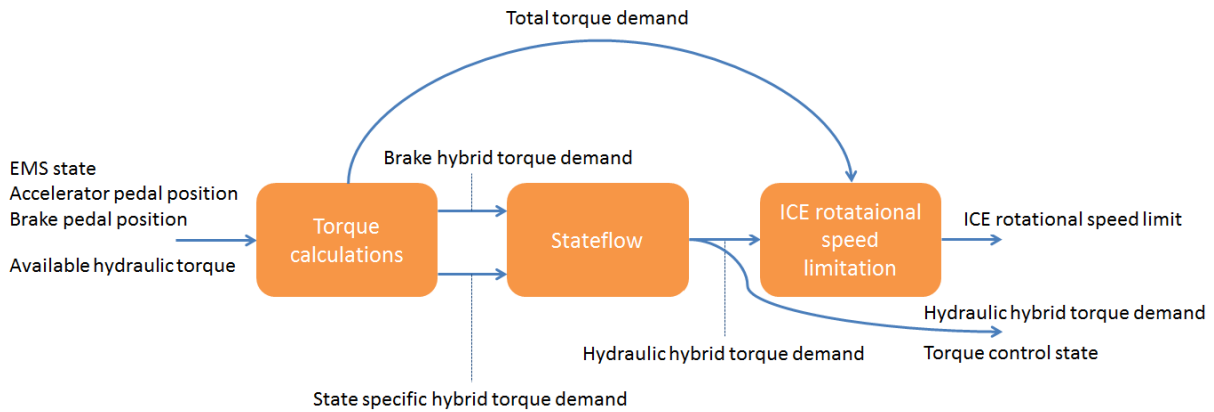 Total torque demand
Brake hybrid torque demand
EMS state
Accelerator pedal position
Brake pedal position
Available hydraulic torque
Torque
calculations
Stateflow
ICE rotataional
speed
limitation
ICE rotational speed limit
Hydraulic hybrid torque demand
Torque control state
Hydraulic hybrid torque demand
State specific hybrid torque demand